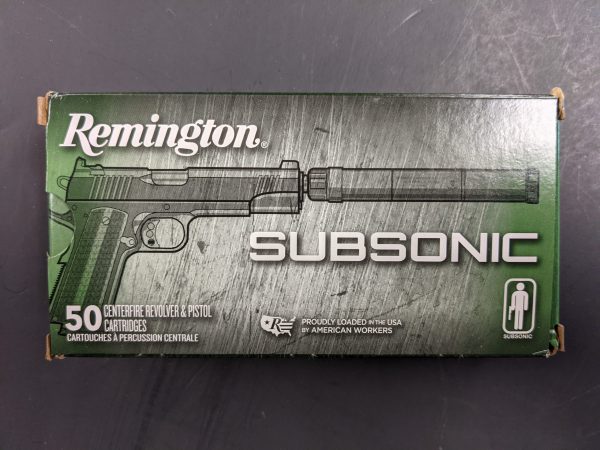 Remington®
SUBSONIC
50 CENTERFIRE REVOLVER & PISTOL
CARTRIDGES
CARTOUCHES À PERCUSSION CENTRALE
R
PROUDLY LOADED IN THE USA
BY AMERICAN WORKERS
SUBSONIC